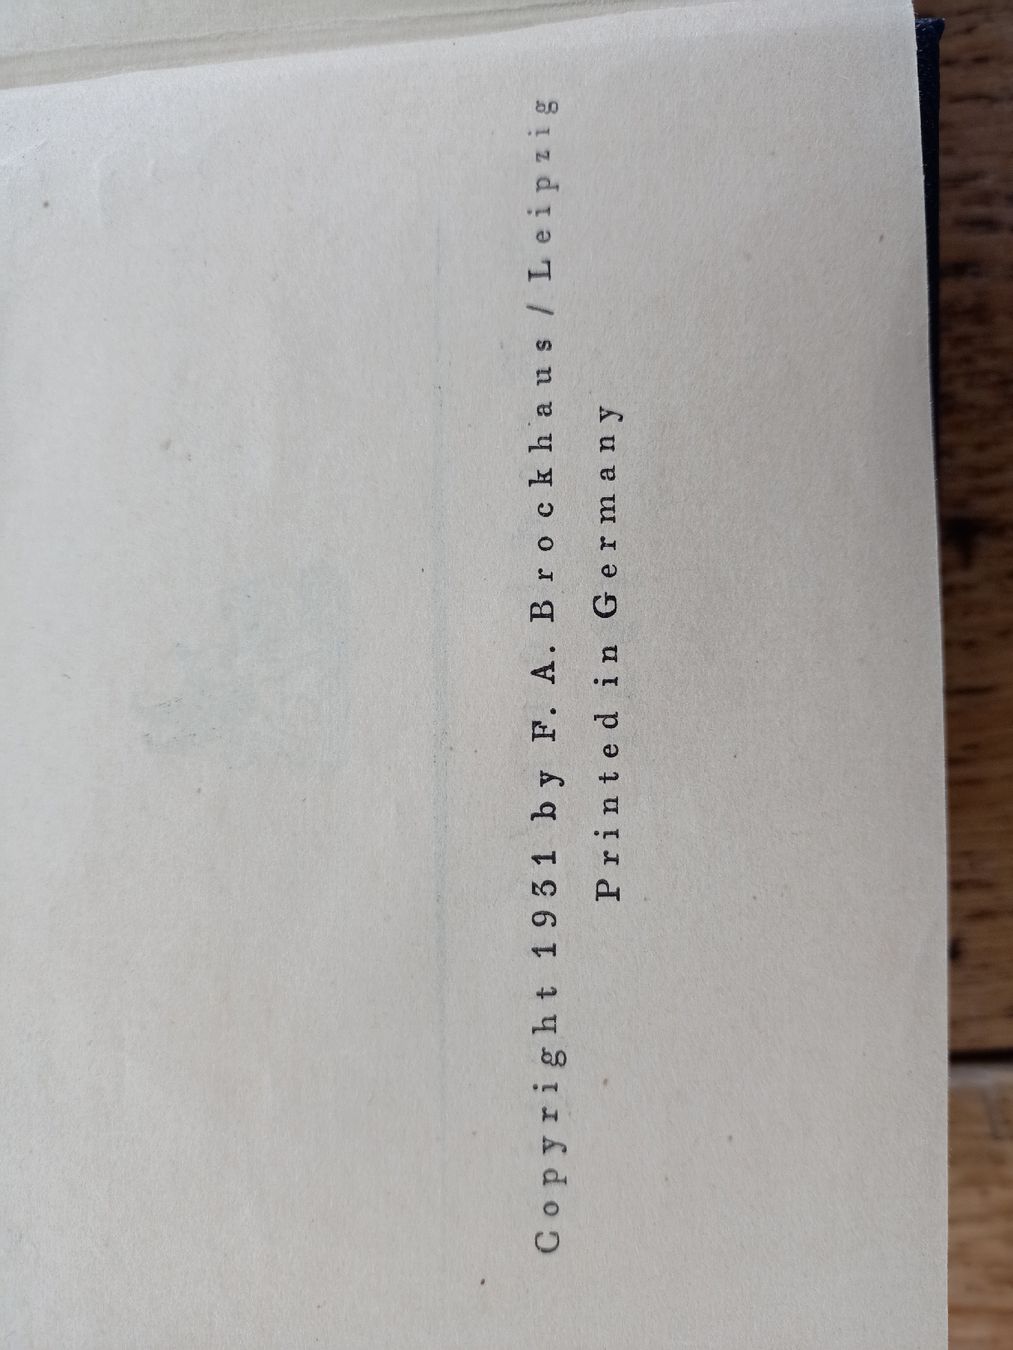 Copyright 1931 by F. A. Brockhaus / Leipzig
Printed in Germany